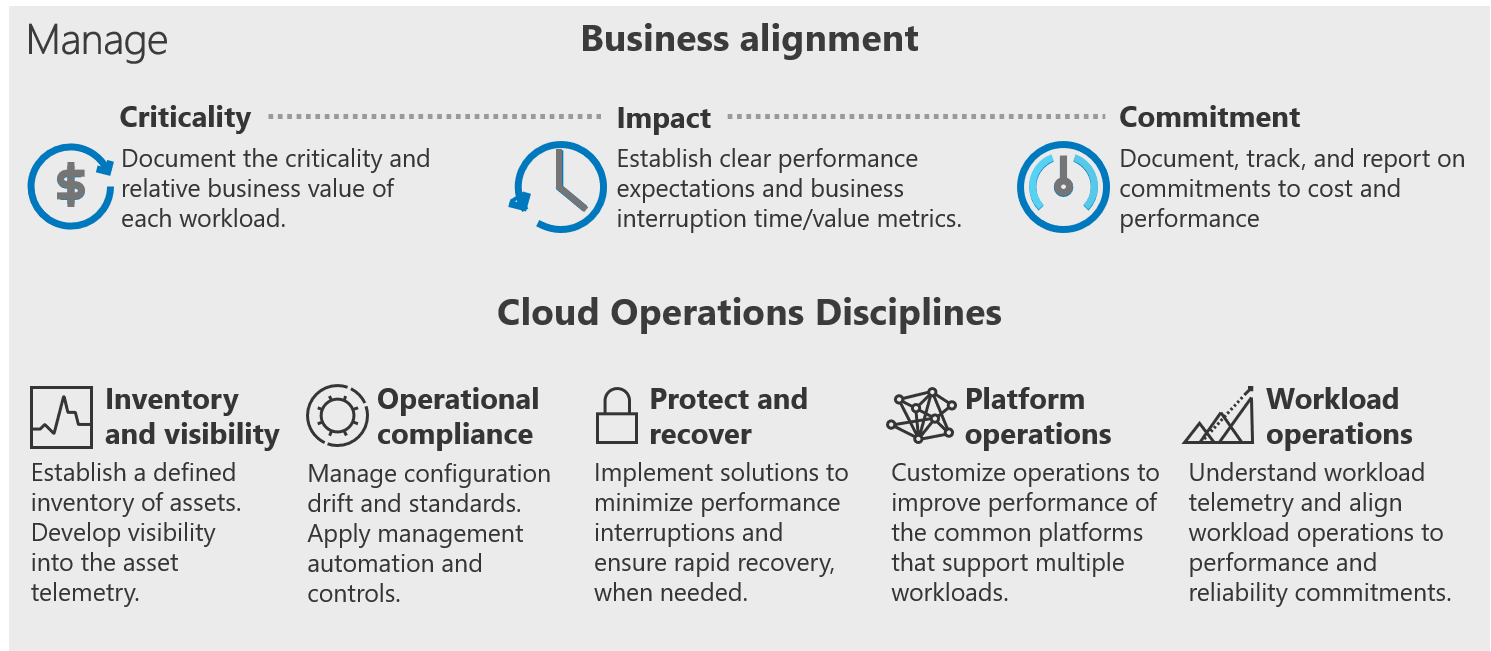 Manage
Business alignment
Criticality
Document the criticality and
relative business value of
each workload.
Impact
Establish clear performance
expectations and business
interruption time/value metrics.
Commitment
Document, track, and report on
commitments to cost and
performance
$
Cloud Operations Disciplines
Inventory
and visibility
Establish a defined
inventory of assets.
Develop visibility
into the asset
telemetry.
Operational
compliance
Manage configuration
drift and standards.
Apply management
automation and
controls.
Protect and
recover
Implement solutions to
minimize performance
interruptions and
ensure rapid recovery,
when needed.
Platform
operations
Customize operations to
improve performance of
the common platforms
that support multiple
workloads.
Workload
operations
Understand workload
telemetry and align
workload operations to
performance and
reliability commitments.